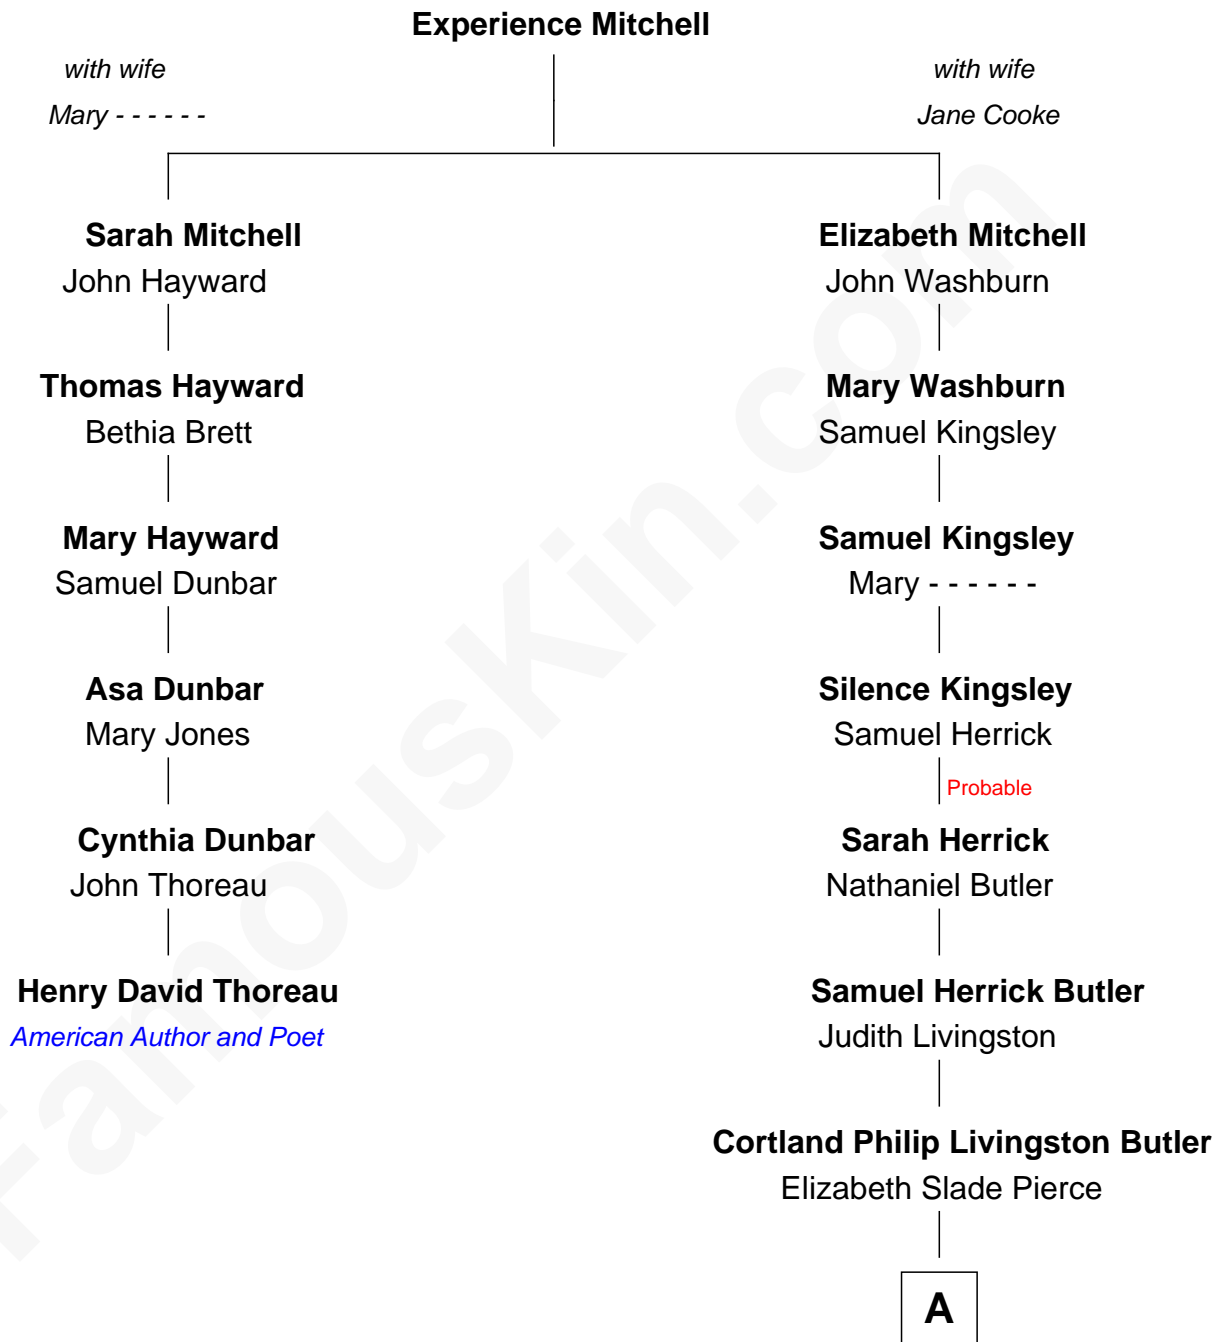 Experience Mitchell
with wife
Mary - - - - - -
with wife
Jane Cooke
Sarah Mitchell
John Hayward
Elizabeth Mitchell
John Washburn
Thomas Hayward
Bethia Brett
Mary Washburn
Samuel Kingsley
Mary Hayward
Samuel Dunbar
Samuel Kingsley
Mary - - - - - -
Asa Dunbar
Mary Jones
Silence Kingsley
Samuel Herrick
Probable
Cynthia Dunbar
John Thoreau
Sarah Herrick
Nathaniel Butler
Henry David Thoreau
American Author and Poet
Samuel Herrick Butler
Judith Livingston
Cortland Philip Livingston Butler
Elizabeth Slade Pierce
A
FamousKin.com